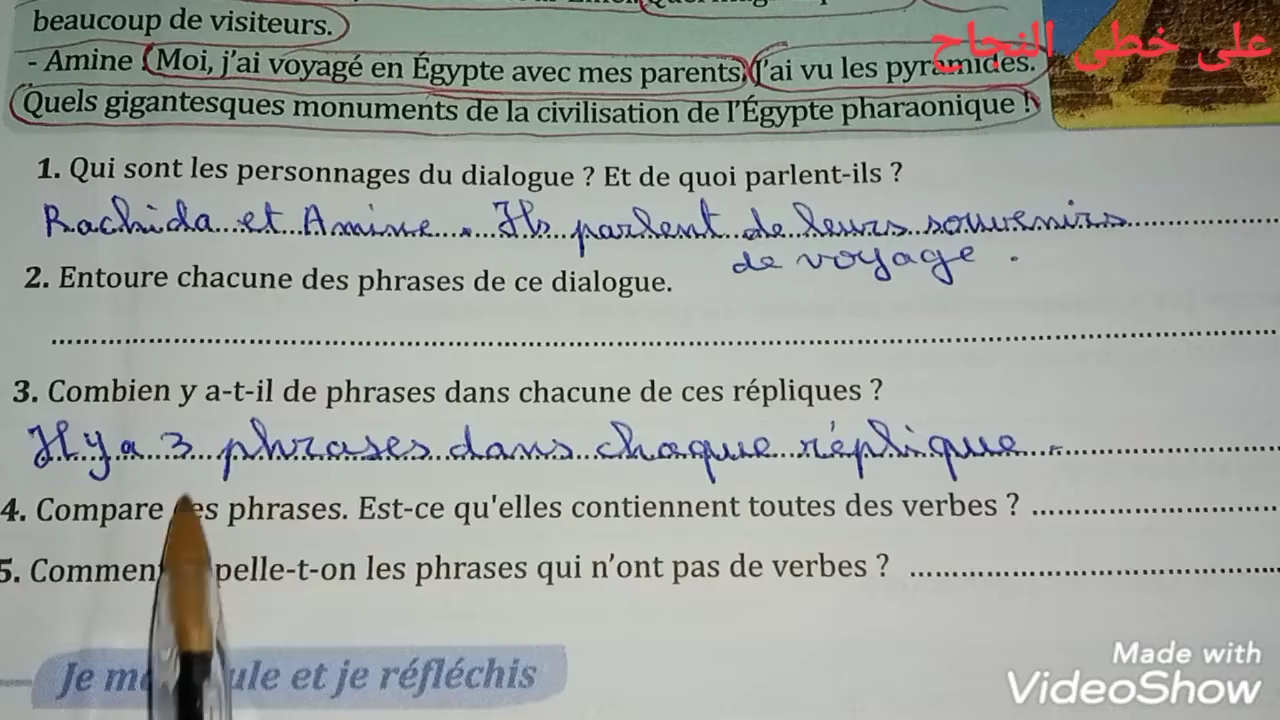 beaucoup de visiteurs.
على خطى النجاح
- Amine : Moi, j'ai voyagé en Égypte avec mes parents. J'ai vu les pyramides.
Quels gigantesques monuments de la civilisation de l'Égypte pharaonique !
1. Qui sont les personnages du dialogue ? Et de quoi parlent-ils ?
Rachida et Amine. Ils parlent de leurs souvenirs
de voyage.
2. Entoure chacune des phrases de ce dialogue.
3. Combien y a-t-il de phrases dans chacune de ces répliques ?
Il y a 3 phrases dans chaque réplique.
4. Compare phrases. Est-ce qu'elles contiennent toutes des verbes ?
5. pelle-t-on les phrases qui n'ont pas de verbes ?
Je et je réfléchis
Made with
VideoShow